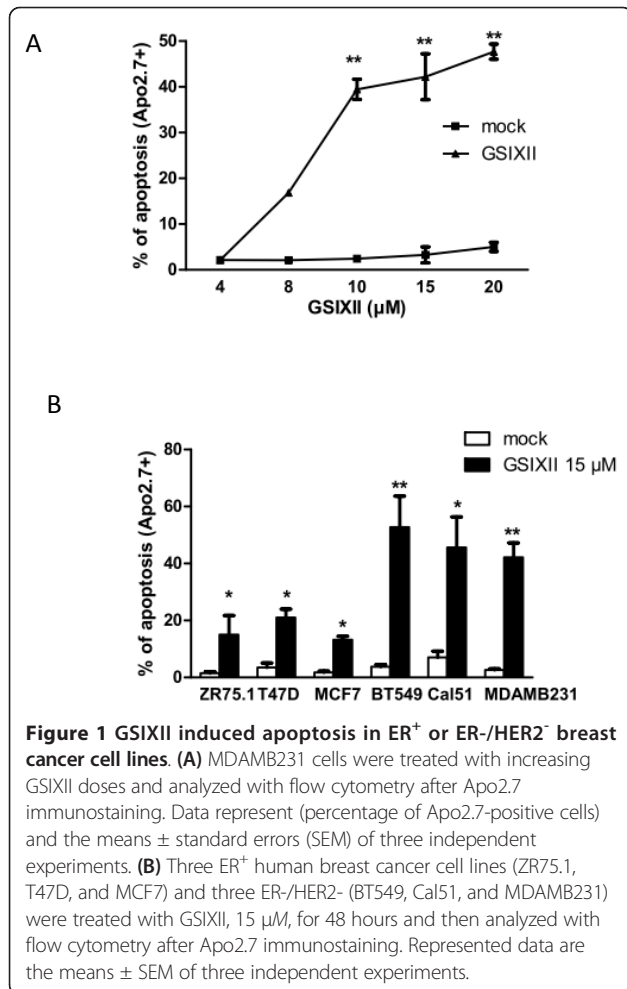 A
50
40
30
20
10
0
% of apoptosis (Apo2.7+)
** ** **
mock
GSIXII
4 8 10 15 20
GSIXII (µM)
B
80
60
40
20
0
% of apoptosis (Apo2.7+)
mock
GSIXII 15 µM
* * * ** * **
ZR75.1 T47D MCF7 BT549 Cal51 MDAMB231
Figure 1 GSIXII induced apoptosis in ER⁺ or ER-/HER2⁻ breast
cancer cell lines. (A) MDAMB231 cells were treated with increasing
GSIXII doses and analyzed with flow cytometry after Apo2.7
immunostaining. Data represent (percentage of Apo2.7-positive cells)
and the means ± standard errors (SEM) of three independent
experiments. (B) Three ER⁺ human breast cancer cell lines (ZR75.1,
T47D, and MCF7) and three ER-/HER2- (BT549, Cal51, and MDAMB231)
were treated with GSIXII, 15 µM, for 48 hours and then analyzed with
flow cytometry after Apo2.7 immunostaining. Represented data are
the means ± SEM of three independent experiments.